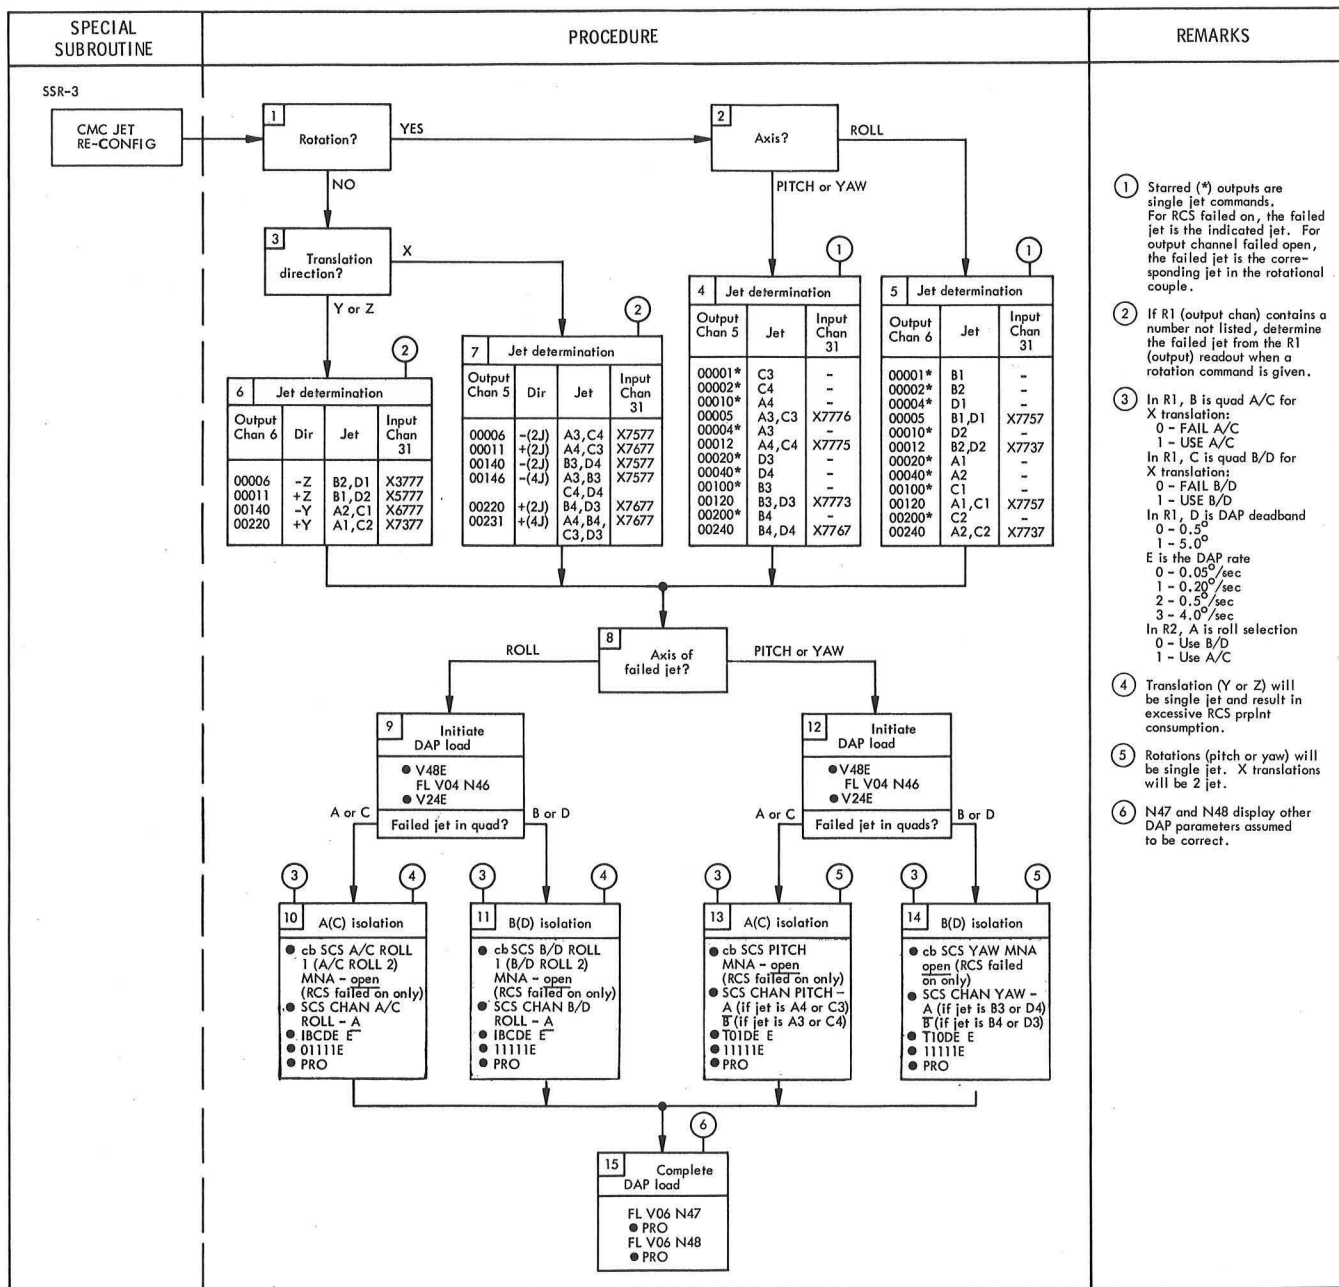 SPECIAL
SUBROUTINE
PROCEDURE
REMARKS
SSR-3
CMC JET
RE-CONFIG
1
Rotation?
YES
NO
2
Axis?
ROLL
PITCH or YAW
3
Translation
direction?
X
Y or Z
1
1
2
2
4 Jet determination
Output Chan 5 Jet Input Chan 31
00001* C3 -
00002* C4 -
00010* A4 -
00005 A3,C3 X7776
00004* A3 -
00012 A4,C4 X7775
00020* D3 -
00040* D4 -
00100* B3 -
00120 B3,D3 X7773
00200* B4 -
00240 B4,D4 X7767
5 Jet determination
Output Chan 6 Jet Input Chan 31
00001* B1 -
00002* B2 -
00004* D1 -
00005 B1,D1 X7757
00010* D2 -
00012 B2,D2 X7737
00020* A1 -
00040* A2 -
00100* C1 -
00120 A1,C1 X7757
00200* C2 -
00240 A2,C2 X7737
6 Jet determination
Output Chan 6 Dir Jet Input Chan 31
00006 -Z B2,D1 X3777
00011 +Z B1,D2 X5777
00140 -Y A2,C1 X6777
00220 +Y A1,C2 X7377
7 Jet determination
Output Chan 5 Dir Jet Input Chan 31
00006 -(2J) A3,C4 X7577
00011 +(2J) A4,C3 X7677
00140 -(2J) B3,D4 X7577
00146 -(4J) A3,B3 X7577
C4,D4
00220 +(2J) B4,D3 X7677
00231 +(4J) A4,B4, X7677
C3,D3
8
Axis of
failed jet?
ROLL
PITCH or YAW
9
Initiate
DAP load
● V48E
FL V04 N46
● V24E
Failed jet in quad?
A or C
B or D
12
Initiate
DAP load
● V48E
FL V04 N46
● V24E
Failed jet in quads?
A or C
B or D
3
4
3
4
3
5
3
5
10 A(C) isolation
● cb SCS A/C ROLL
1 (A/C ROLL 2)
MNA - open
(RCS failed on only)
● SCS CHAN A/C
ROLL - A
● IBCDE E
● 01111E
● PRO
11 B(D) isolation
● cb SCS B/D ROLL
1 (B/D ROLL 2)
MNA - open
(RCS failed on only)
● SCS CHAN B/D
ROLL - A
● IBCDE E
● 11111E
● PRO
13 A(C) isolation
● cb SCS PITCH
MNA - open
(RCS failed on only)
● SCS CHAN PITCH -
A (if jet is A4 or C3)
B (if jet is A3 or C4)
● T01DE E
● 11111E
● PRO
14 B(D) isolation
● cb SCS YAW MNA
open (RCS failed
on only)
● SCS CHAN YAW -
A (if jet is B3 or D4)
B (if jet is B4 or D3)
● T10DE E
● 11111E
● PRO
6
15 Complete
DAP load
FL V06 N47
● PRO
FL V06 N48
● PRO
1 Starred (*) outputs are
single jet commands.
For RCS failed on, the failed
jet is the indicated jet. For
output channel failed open,
the failed jet is the corre-
sponding jet in the rotational
couple.
2 If R1 (output chan) contains a
number not listed, determine
the failed jet from the R1
(output) readout when a
rotation command is given.
3 In R1, B is quad A/C for
X translation:
0 - FAIL A/C
1 - USE A/C
In R1, C is quad B/D for
X translation:
0 - FAIL B/D
1 - USE B/D
In R1, D is DAP deadband
0 - 0.5°
1 - 5.0°
E is the DAP rate
0 - 0.05°/sec
1 - 0.20°/sec
2 - 0.5°/sec
3 - 4.0°/sec
In R2, A is roll selection
0 - Use B/D
1 - Use A/C
4 Translation (Y or Z) will
be single jet and result in
excessive RCS prplnt
consumption.
5 Rotations (pitch or yaw) will
be single jet. X translations
will be 2 jet.
6 N47 and N48 display other
DAP parameters assumed
to be correct.